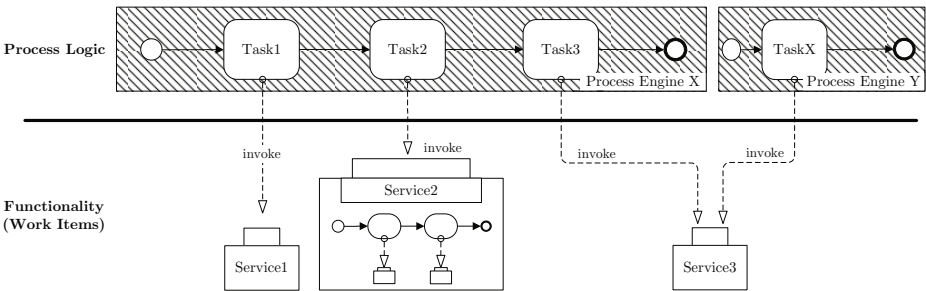 Process Logic
Task1
Task2
Task3
Process Engine X
TaskX
Process Engine Y
invoke
invoke
invoke
invoke
Functionality
(Work Items)
Service1
Service2
Service3